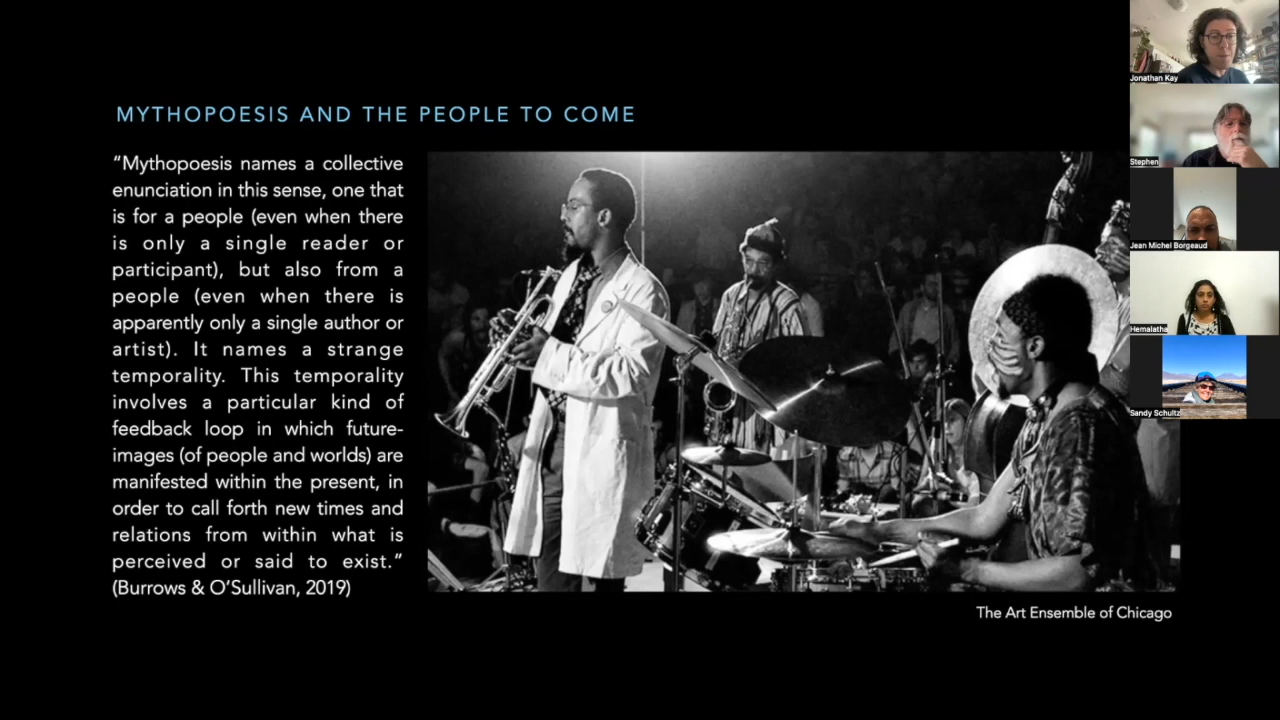 MYTHOPOESIS AND THE PEOPLE TO COME
“Mythopoesis names a collective
enunciation in this sense, one that
is for a people (even when there
is only a single reader or
participant), but also from a
people (even when there is
apparently only a single author or
artist). It names a strange
temporality. This temporality
involves a particular kind of
feedback loop in which future-
images (of people and worlds) are
manifested within the present, in
order to call forth new times and
relations from within what is
perceived or said to exist.”
(Burrows & O’Sullivan, 2019)
The Art Ensemble of Chicago
Jonathan Kay
Stephen
Jean Michel Borgeaud
Hemalatha
Sandy Schultz